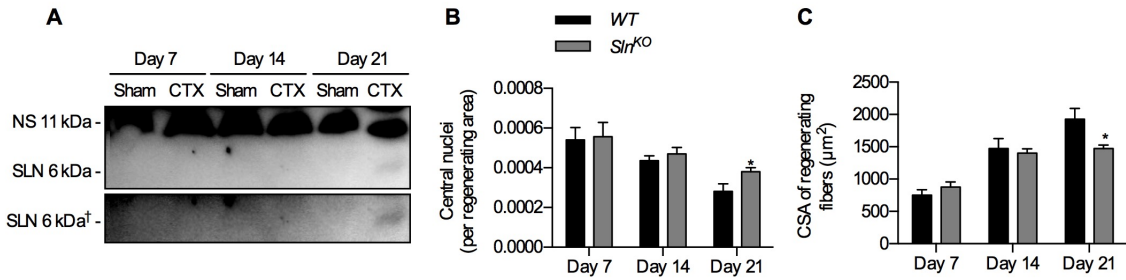 A
Day 7 Day 14 Day 21
Sham CTX Sham CTX Sham CTX
NS 11 kDa -
SLN 6 kDa -
SLN 6 kDa† -
B
WT
SlnKO
Central nuclei
(per regenerating area)
0.0008
0.0006
0.0004
0.0002
0.0000
*
Day 7 Day 14 Day 21
C
CSA of regenerating
fibers (µm²)
2500
2000
1500
1000
500
0
*
Day 7 Day 14 Day 21